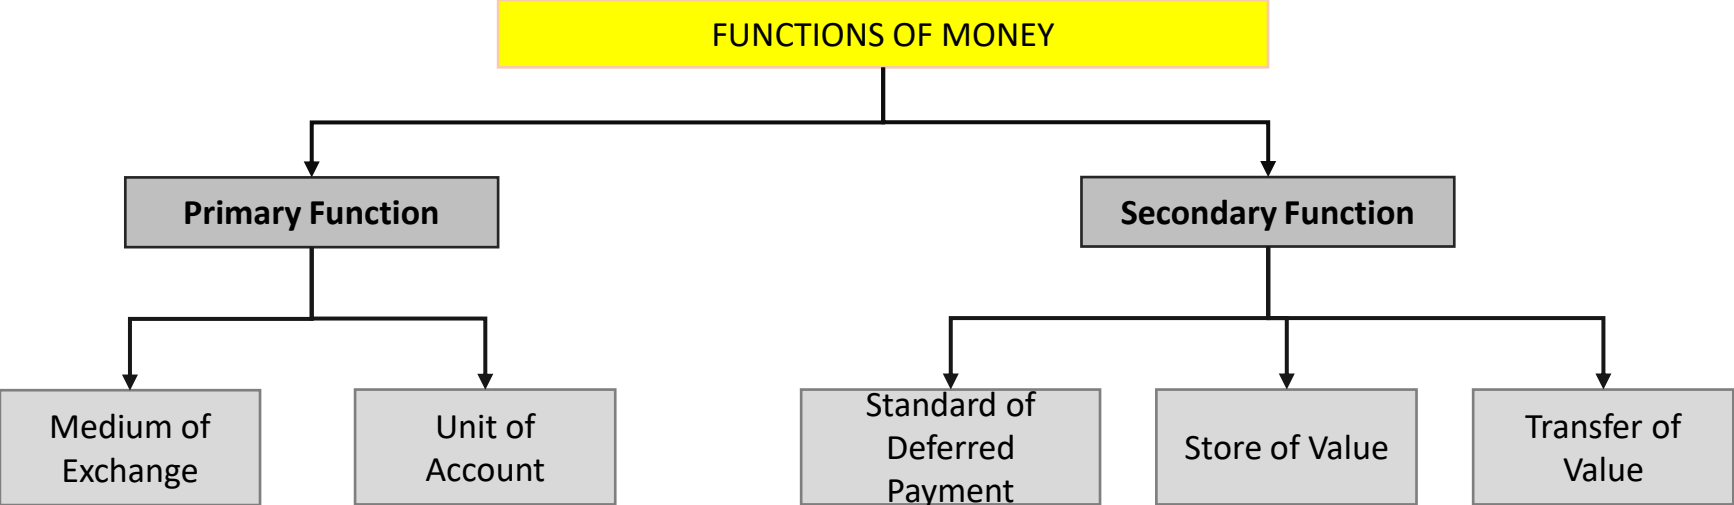 FUNCTIONS OF MONEY
Primary Function
Secondary Function
Medium of
Exchange
Unit of
Account
Standard of
Deferred
Payment
Store of Value
Transfer of
Value